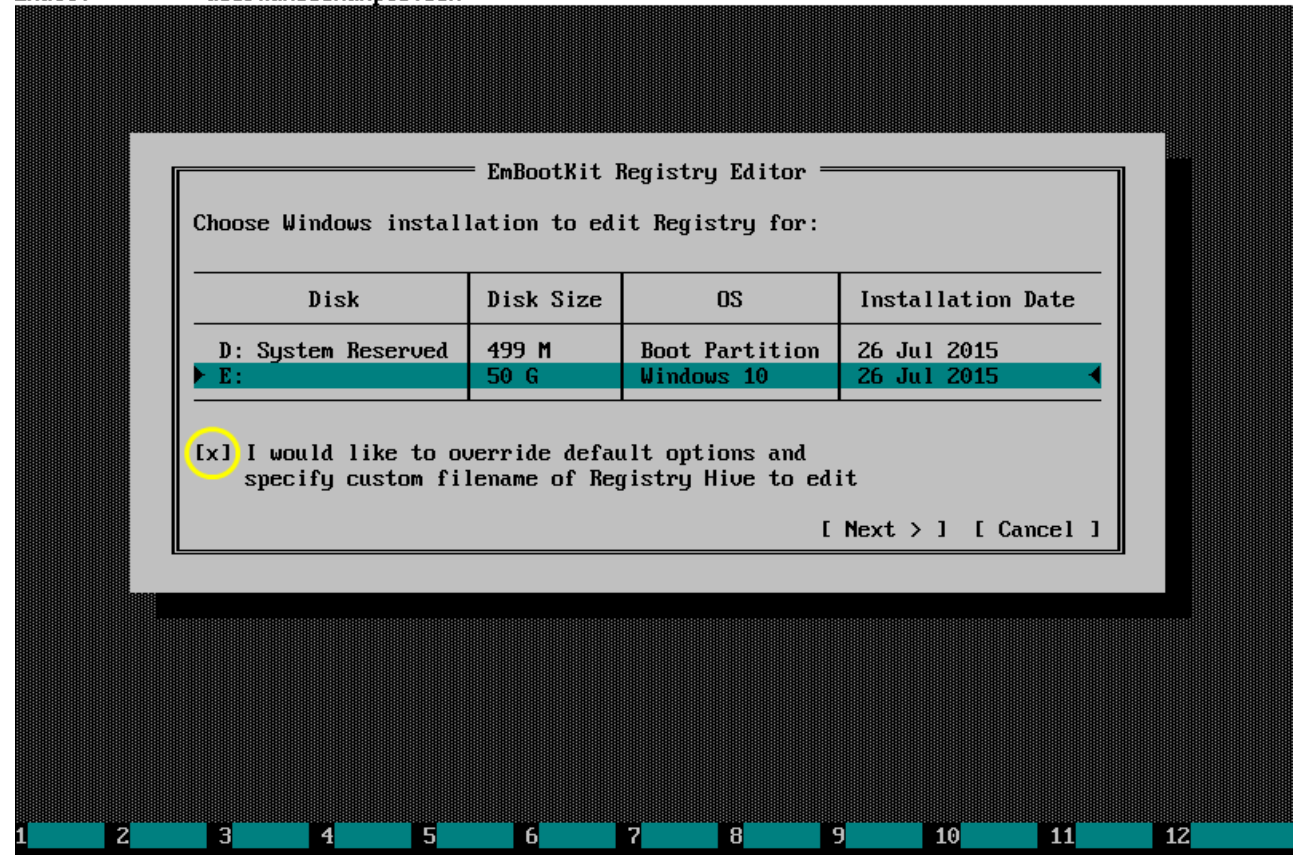 EmBootKit Registry Editor
Choose Windows installation to edit Registry for:
Disk Disk Size OS Installation Date
D: System Reserved 499 M Boot Partition 26 Jul 2015
E: 50 G Windows 10 26 Jul 2015
[x] I would like to override default options and
specify custom filename of Registry Hive to edit
[ Next > ] [ Cancel ]
1 2 3 4 5 6 7 8 9 10 11 12